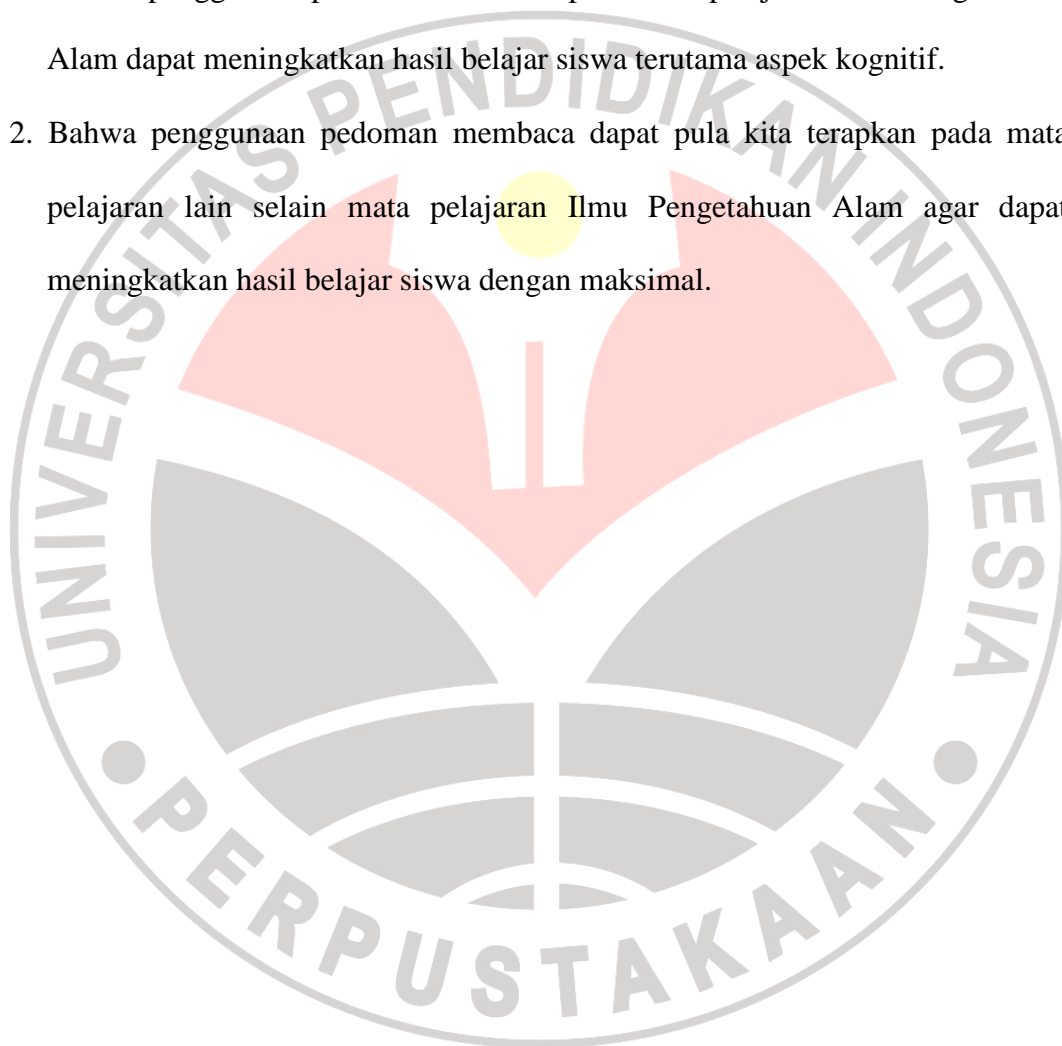 Alam dapat meningkatkan hasil belajar siswa terutama aspek kognitif.
2. Bahwa penggunaan pedoman membaca dapat pula kita terapkan pada mata
pelajaran lain selain mata pelajaran Ilmu Pengetahuan Alam agar dapat
meningkatkan hasil belajar siswa dengan maksimal.
UNIVERSITAS PENDIDIKAN INDONESIA
PERPUSTAKAAN